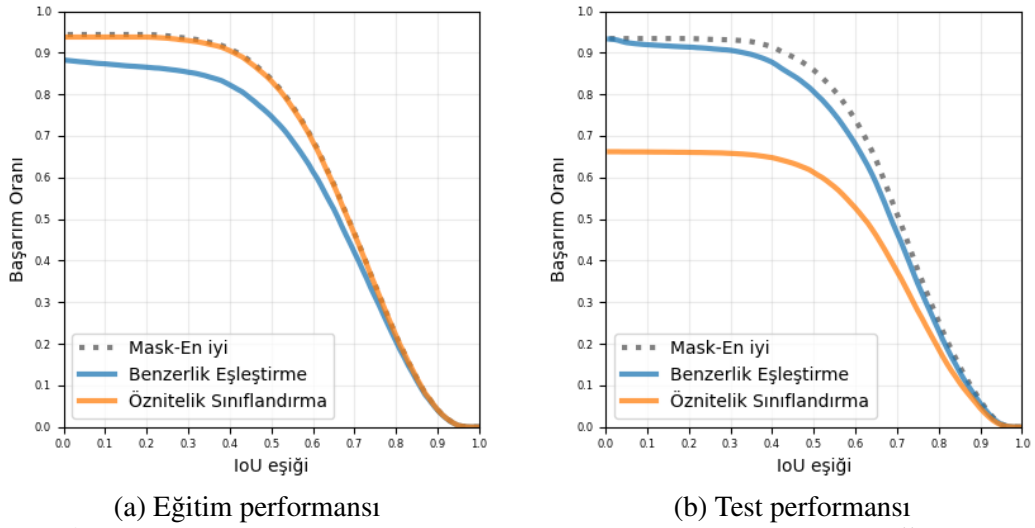 1.0
0.9
0.8
0.7
0.6
0.5
0.4
0.3
0.2
0.1
0.0
Başarım Oranı
Mask-En iyi
Benzerlik Eşleştirme
Öznitelik Sınıflandırma
0.0 0.1 0.2 0.3 0.4 0.5 0.6 0.7 0.8 0.9 1.0
IoU eşiği
(a) Eğitim performansı
1.0
0.9
0.8
0.7
0.6
0.5
0.4
0.3
0.2
0.1
0.0
Başarım Oranı
Mask-En iyi
Benzerlik Eşleştirme
Öznitelik Sınıflandırma
0.0 0.1 0.2 0.3 0.4 0.5 0.6 0.7 0.8 0.9 1.0
IoU eşiği
(b) Test performansı